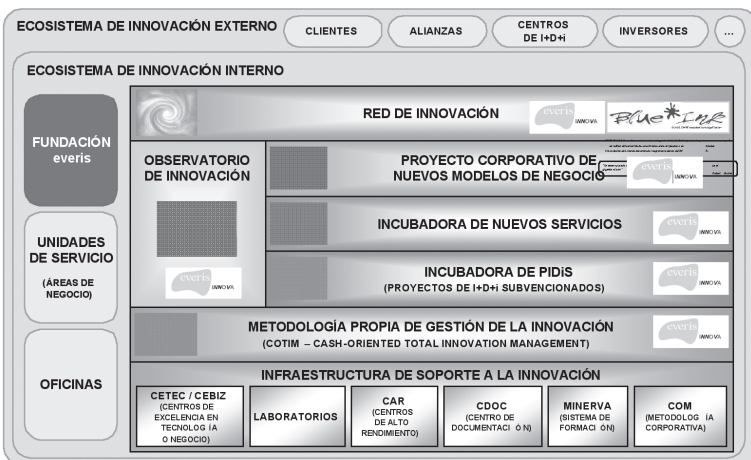 ECOSISTEMA DE INNOVACIÓN EXTERNO
CLIENTES
ALIANZAS
CENTROS
DE I+D+i
INVERSORES
...
ECOSISTEMA DE INNOVACIÓN INTERNO
FUNDACIÓN
everis
UNIDADES
DE SERVICIO
(ÁREAS DE
NEGOCIO)
OFICINAS
RED DE INNOVACIÓN
everis
INNOVA
Blue*Ink
OBSERVATORIO
DE INNOVACIÓN
everis
INNOVA
PROYECTO CORPORATIVO DE
NUEVOS MODELOS DE NEGOCIO
everis
INNOVA
INCUBADORA DE NUEVOS SERVICIOS
everis
INNOVA
INCUBADORA DE PIDiS
(PROYECTOS DE I+D+i SUBVENCIONADOS)
everis
INNOVA
METODOLOGÍA PROPIA DE GESTIÓN DE LA INNOVACIÓN
(COTIM – CASH-ORIENTED TOTAL INNOVATION MANAGEMENT)
everis
INNOVA
INFRAESTRUCTURA DE SOPORTE A LA INNOVACIÓN
CETEC / CEBIZ
(CENTROS DE
EXCELENCIA EN
TECNOLOG ÍA
O NEGOCIO)
LABORATORIOS
CAR
(CENTROS
DE ALTO
RENDIMIENTO)
CDOC
(CENTRO DE
DOCUMENTACI Ó N)
MINERVA
(SISTEMA DE
FORMACI ÓN)
COM
(METODOLOG ÍA
CORPORATIVA)